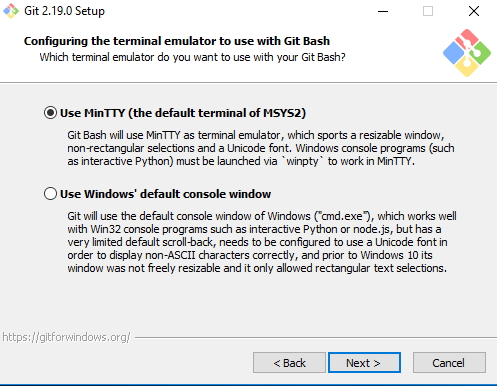 Git 2.19.0 Setup
Configuring the terminal emulator to use with Git Bash
Which terminal emulator do you want to use with your Git Bash?
Use MinTTY (the default terminal of MSYS2)
Git Bash will use MinTTY as terminal emulator, which sports a resizable window,
non-rectangular selections and a Unicode font. Windows console programs (such
as interactive Python) must be launched via `winpty` to work in MinTTY.
Use Windows' default console window
Git will use the default console window of Windows ("cmd.exe"), which works well
with Win32 console programs such as interactive Python or node.js, but has a
very limited default scroll-back, needs to be configured to use a Unicode font in
order to display non-ASCII characters correctly, and prior to Windows 10 its
window was not freely resizable and it only allowed rectangular text selections.
https://gitforwindows.org/
< Back
Next >
Cancel